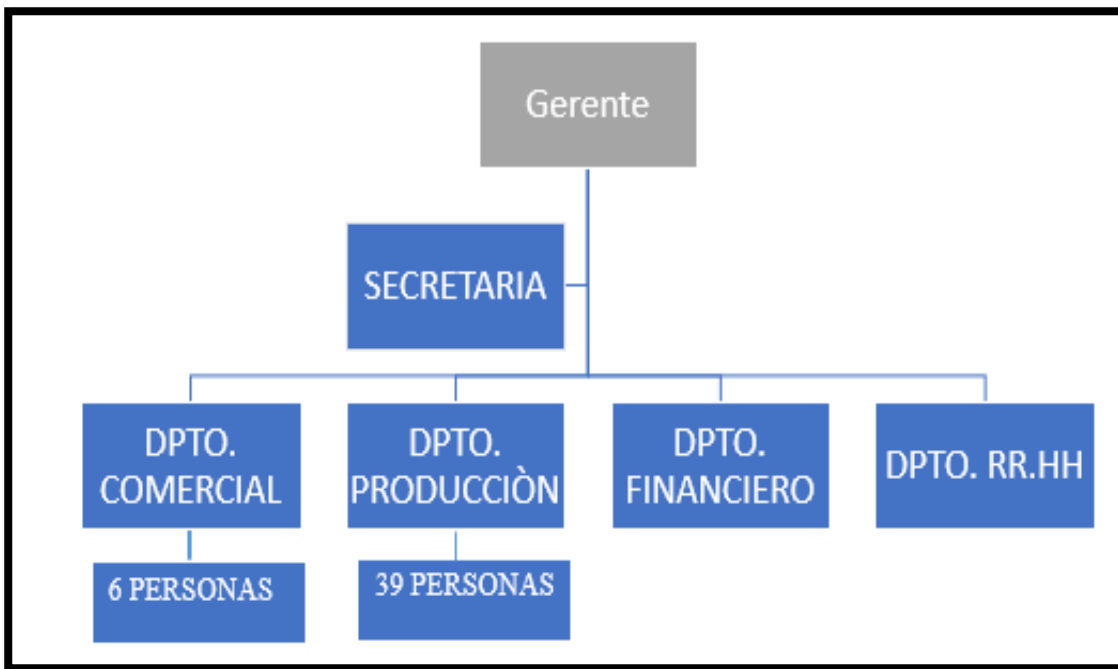 Gerente
SECRETARIA
DPTO.
COMERCIAL
DPTO.
PRODUCCIÒN
DPTO.
FINANCIERO
DPTO. RR.HH
6 PERSONAS
39 PERSONAS